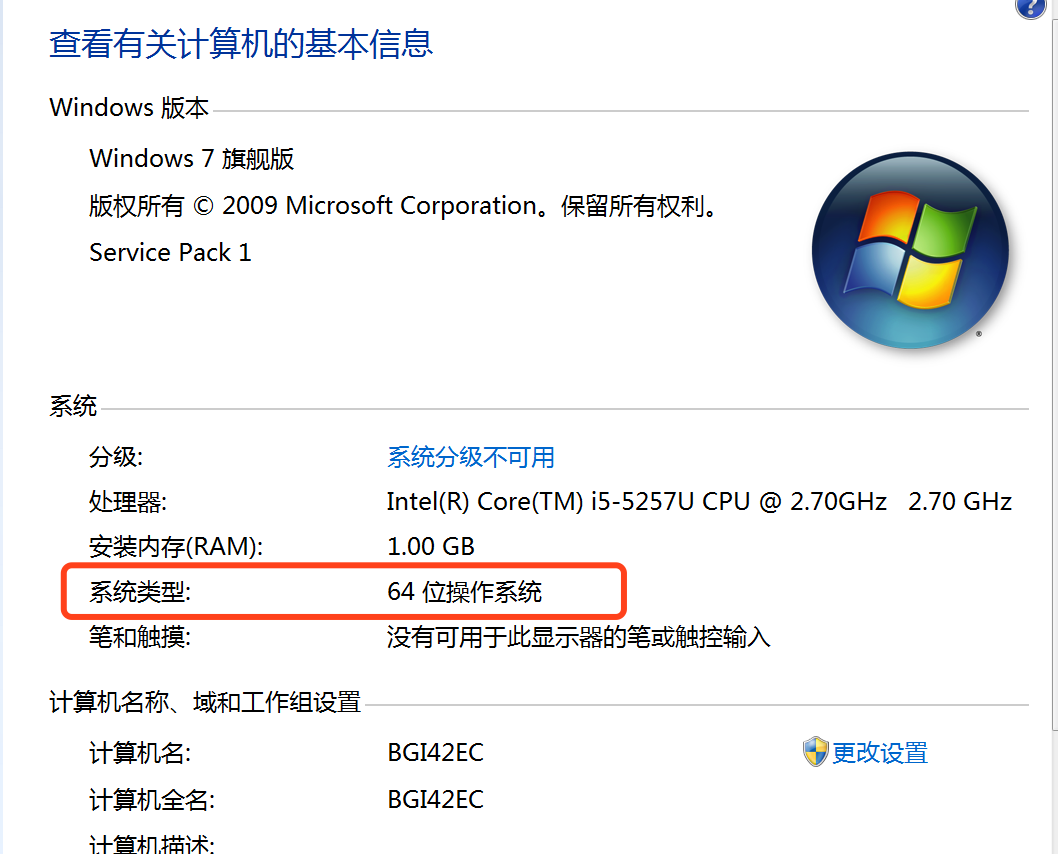 查看有关计算机的基本信息
Windows 版本
Windows 7 旗舰版
版权所有 © 2009 Microsoft Corporation。保留所有权利。
Service Pack 1
系统
分级: 系统分级不可用
处理器: Intel(R) Core(TM) i5-5257U CPU @ 2.70GHz 2.70 GHz
安装内存(RAM): 1.00 GB
系统类型: 64 位操作系统
笔和触摸: 没有可用于此显示器的笔或触控输入
计算机名称、域和工作组设置
计算机名: BGI42EC 更改设置
计算机全名: BGI42EC
计算机描述: